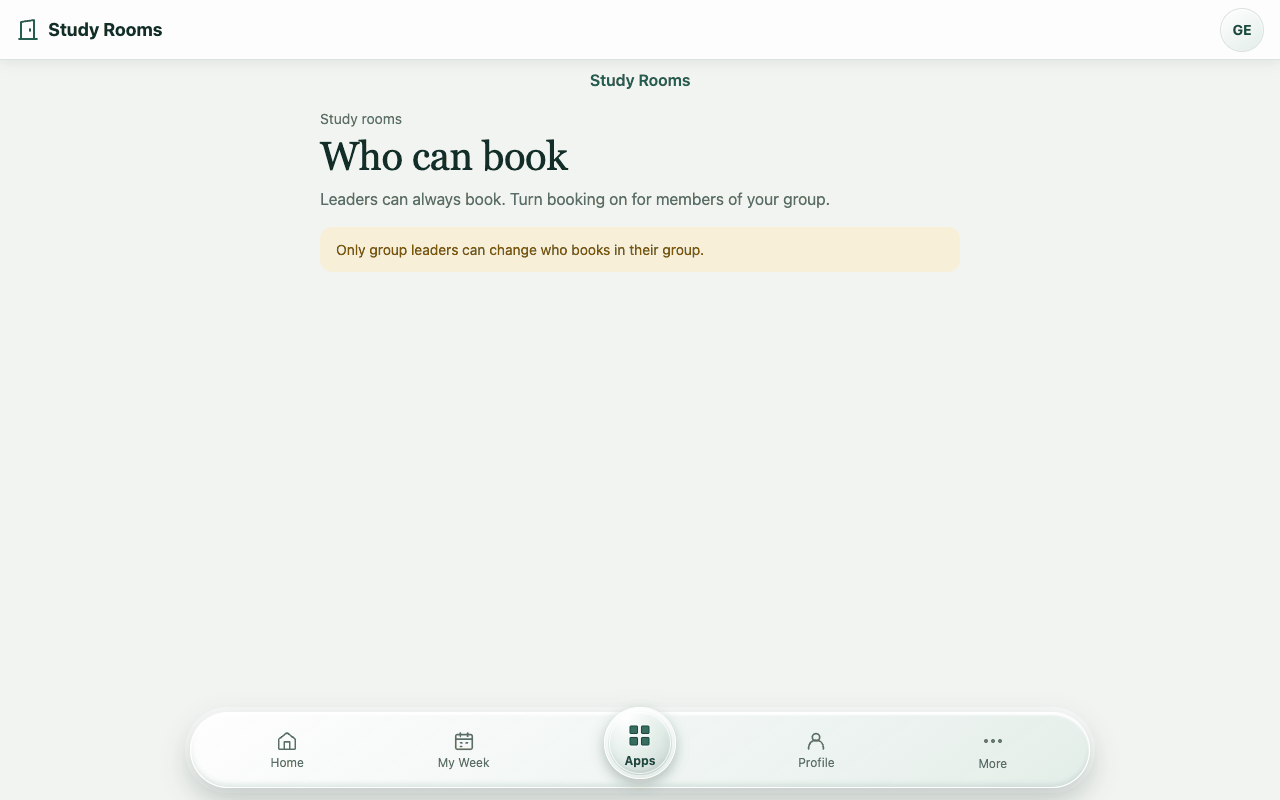 Study Rooms
GE
Study Rooms
Study rooms
Who can book
Leaders can always book. Turn booking on for members of your group.
Only group leaders can change who books in their group.
Home
My Week
Apps
Profile
More